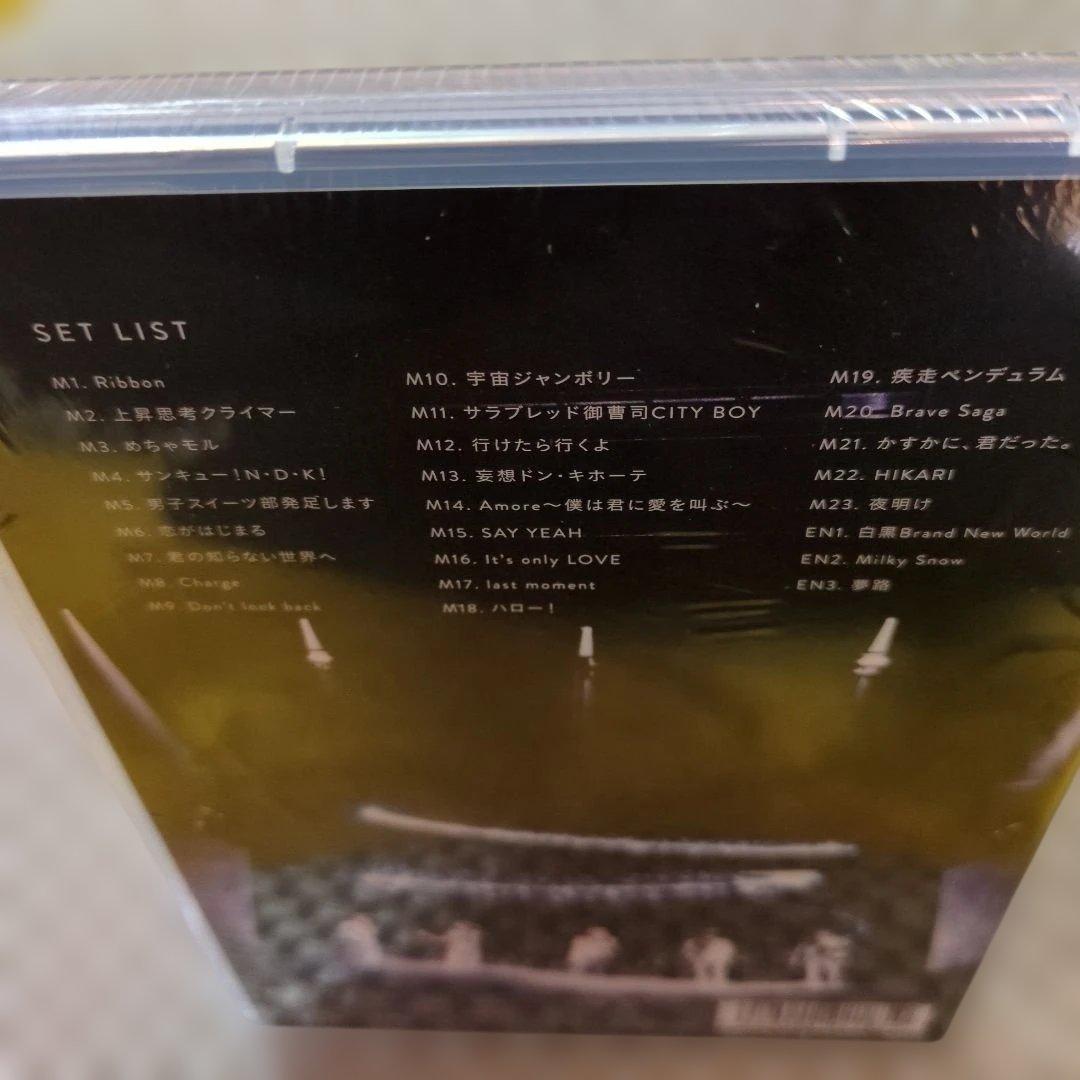 SET LIST
M1. Ribbon
M2. 上昇思考クライマー
M3. めちゃモル
M4. サンキュー！N・D・K！
M5. 男子スイーツ部発足します
M6. 恋がはじまる
M7. 君の知らない世界へ
M8. Charge
M9. Don't look back
M10. 宇宙ジャンボリー
M11. サラブレッド御曹司CITY BOY
M12. 行けたら行くよ
M13. 妄想ドン・キホーテ
M14. Amore～僕は君に愛を叫ぶ～
M15. SAY YEAH
M16. It's only LOVE
M17. last moment
M18. ハロー！
M19. 疾走ペンデュラム
M20. Brave Saga
M21. かすかに、君だった。
M22. HIKARI
M23. 夜明け
EN1. 白黒Brand New World
EN2. Milky Snow
EN3. 夢路